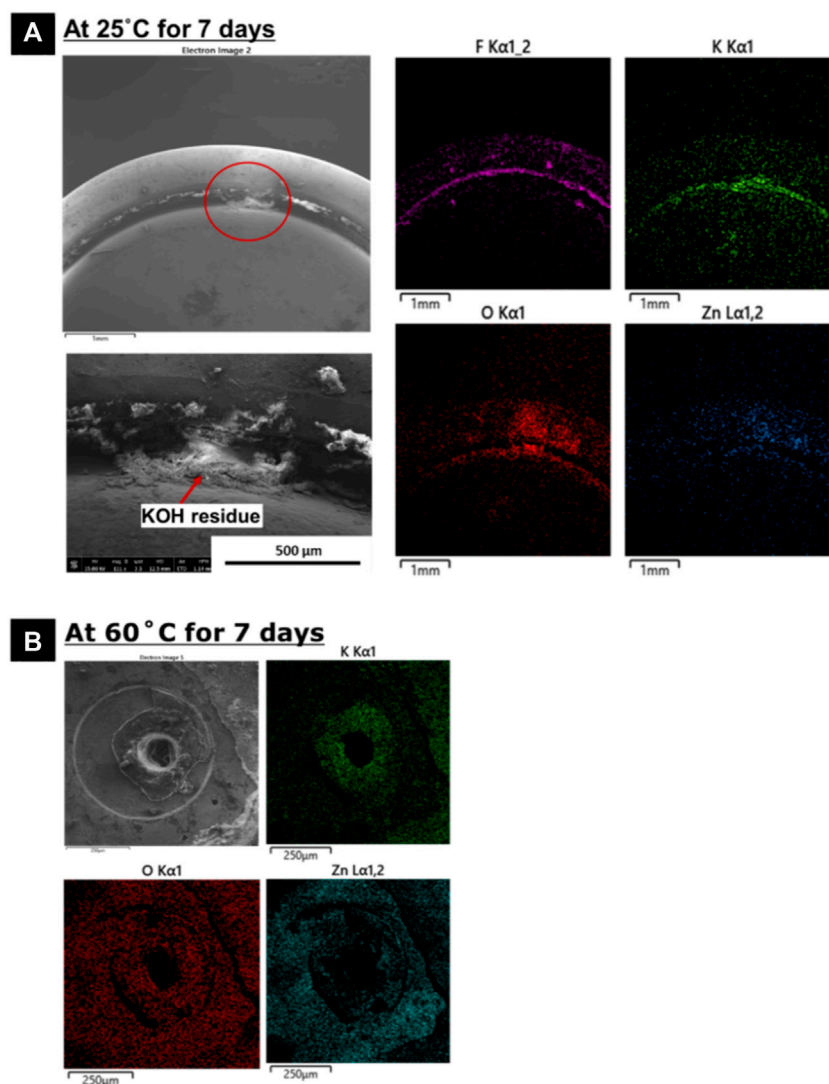 A At 25°C for 7 days
Electron Image 2
F Kα1_2
K Kα1
1mm
1mm
1mm
O Kα1
Zn Lα1,2
KOH residue
500 µm
1mm
1mm
B At 60°C for 7 days
Electron Image 5
K Kα1
250µm
250µm
O Kα1
Zn Lα1,2
250µm
250µm